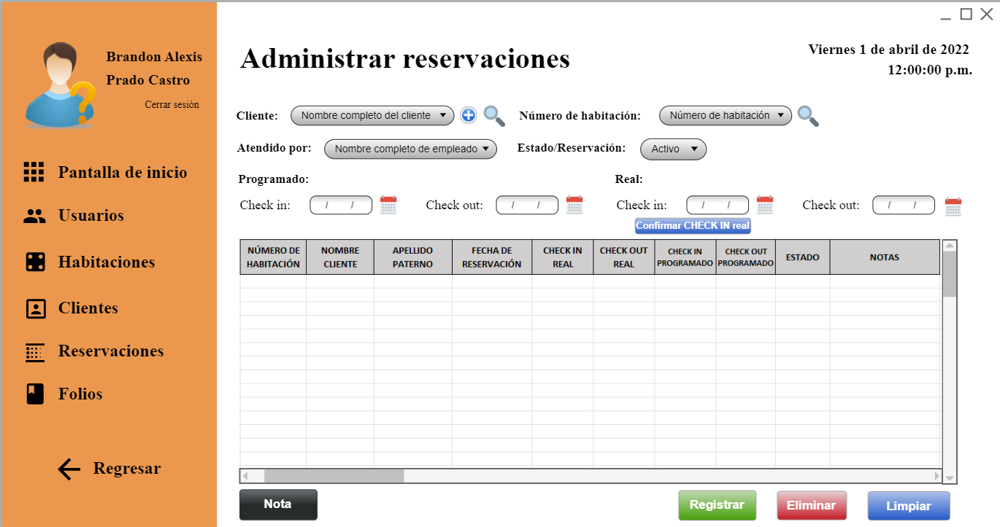 Brandon Alexis
Prado Castro
Cerrar sesión
Pantalla de inicio
Usuarios
Habitaciones
Clientes
Reservaciones
Folios
Regresar
Administrar reservaciones
Viernes 1 de abril de 2022
12:00:00 p.m.
Cliente: Nombre completo del cliente Número de habitación: Número de habitación
Atendido por: Nombre completo de empleado Estado/Reservación: Activo
Programado: Real:
Check in: / / Check out: / / Check in: / / Check out: / /
Confirmar CHECK IN real
NÚMERO DE HABITACIÓN NOMBRE CLIENTE APELLIDO PATERNO FECHA DE RESERVACIÓN CHECK IN REAL CHECK OUT REAL CHECK IN PROGRAMADO CHECK OUT PROGRAMADO ESTADO NOTAS
Nota Registrar Eliminar Limpiar